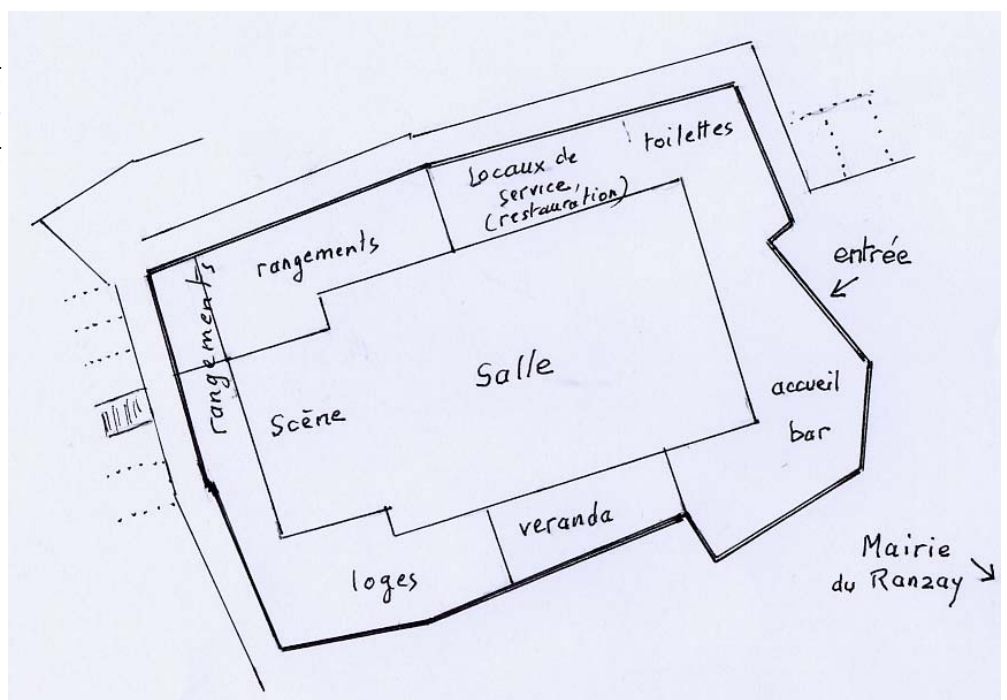 toilettes
Locaux de
service,
(restauration)
entrée
rangements
rangements
Salle
accueil
bar
Scène
veranda
loges
Mairie
du Ranzay